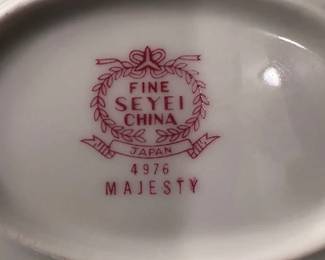 FINE
SEYEI
CHINA
JAPAN
4976
MAJESTY